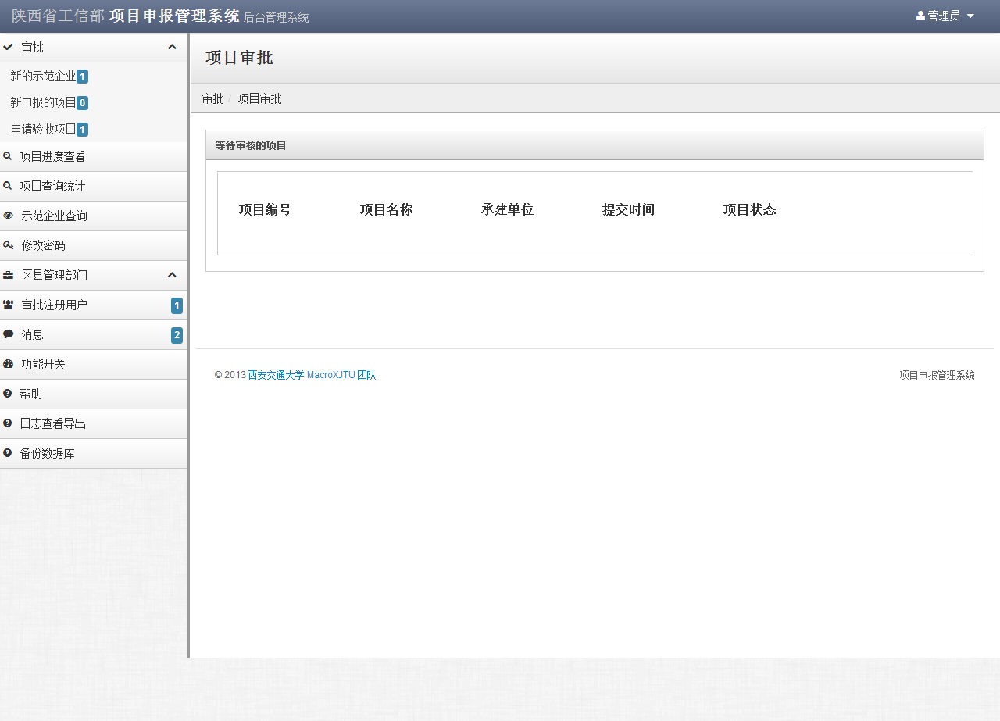 陕西省工信部 项目申报管理系统 后台管理系统
管理员
审批
新的示范企业 1
新申报的项目 0
申请验收项目 1
项目进度查看
项目查询统计
示范企业查询
修改密码
区县管理部门
审批注册用户 1
消息 2
功能开关
帮助
日志查看导出
备份数据库
项目审批
审批 / 项目审批
等待审核的项目
项目编号 项目名称 承建单位 提交时间 项目状态
© 2013 西安交通大学 MacroXJTU 团队
项目申报管理系统